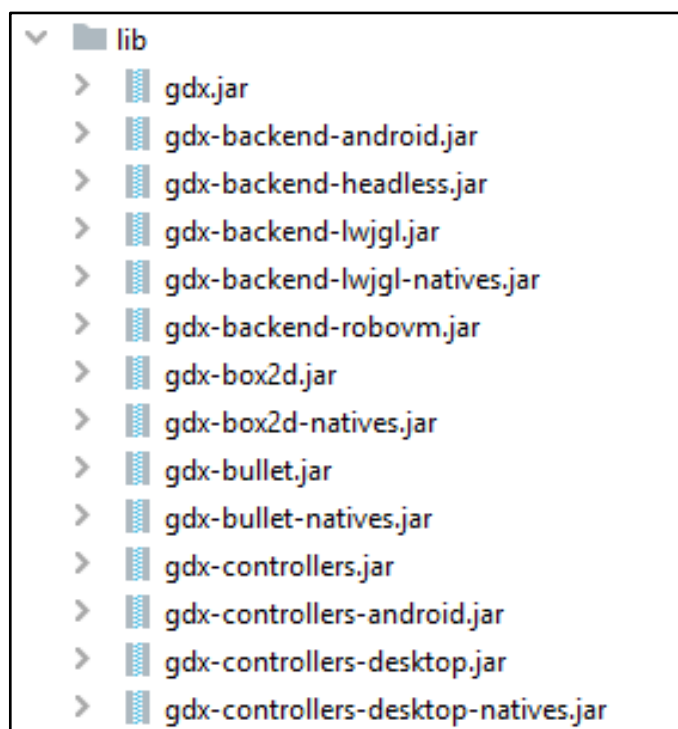 lib
gdx.jar
gdx-backend-android.jar
gdx-backend-headless.jar
gdx-backend-lwjgl.jar
gdx-backend-lwjgl-natives.jar
gdx-backend-robovm.jar
gdx-box2d.jar
gdx-box2d-natives.jar
gdx-bullet.jar
gdx-bullet-natives.jar
gdx-controllers.jar
gdx-controllers-android.jar
gdx-controllers-desktop.jar
gdx-controllers-desktop-natives.jar